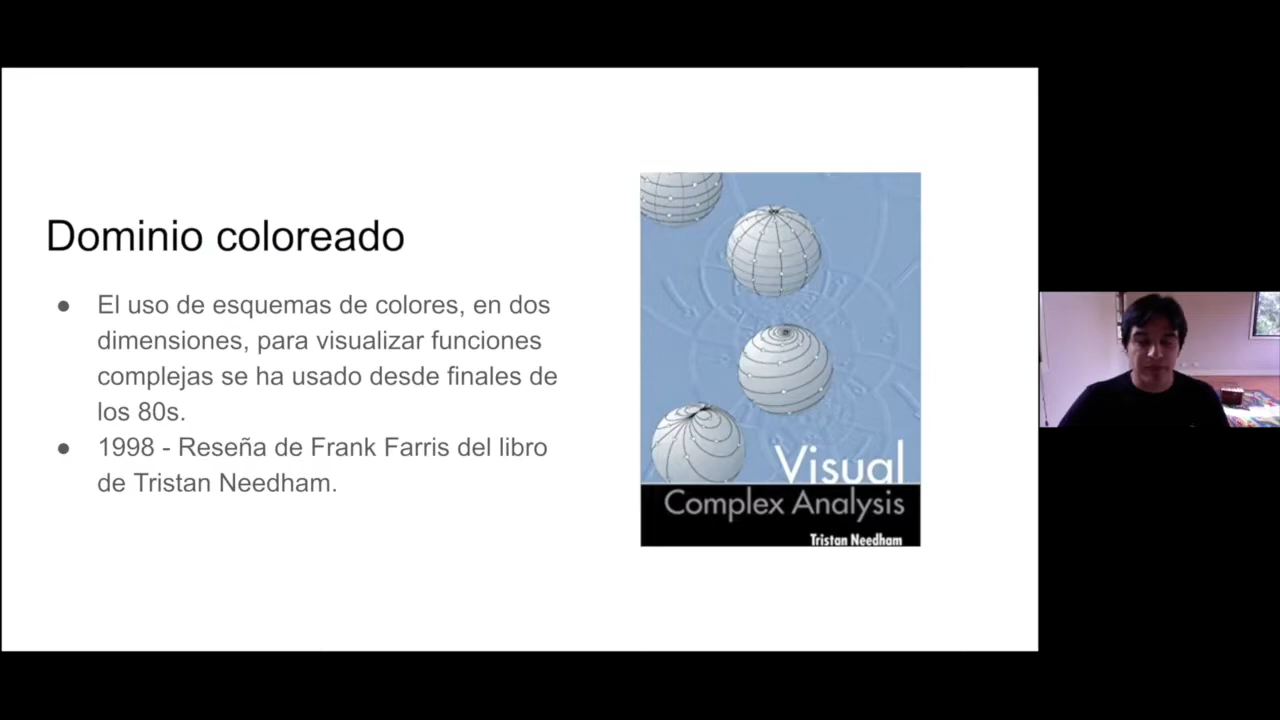 Dominio coloreado
● El uso de esquemas de colores, en dos
dimensiones, para visualizar funciones
complejas se ha usado desde finales de
los 80s.
● 1998 - Reseña de Frank Farris del libro
de Tristan Needham.
Visual
Complex Analysis
Tristan Needham